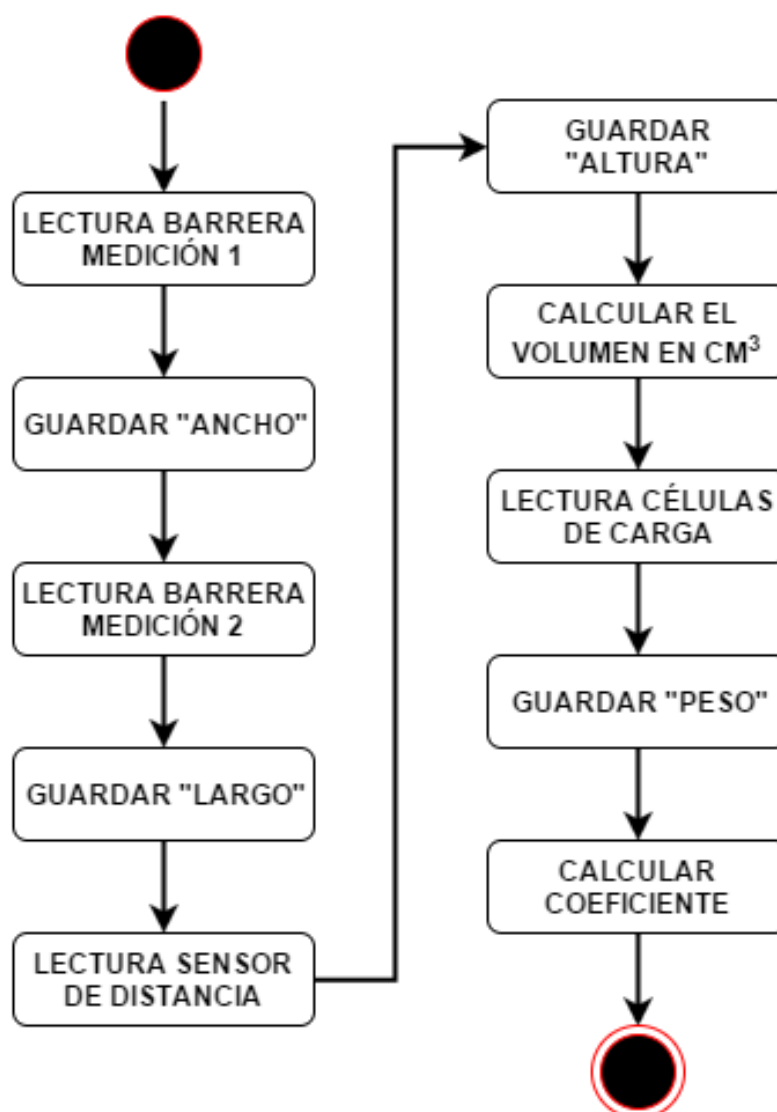 LECTURA BARRERA
MEDICIÓN 1
GUARDAR "ANCHO"
LECTURA BARRERA
MEDICIÓN 2
GUARDAR "LARGO"
LECTURA SENSOR
DE DISTANCIA
GUARDAR
"ALTURA"
CALCULAR EL
VOLUMEN EN CM³
LECTURA CÉLULAS
DE CARGA
GUARDAR "PESO"
CALCULAR
COEFICIENTE